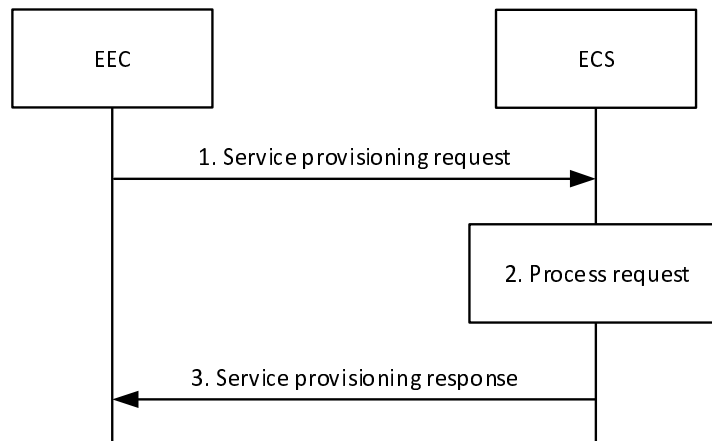 EEC
ECS
1. Service provisioning request
2. Process request
3. Service provisioning response